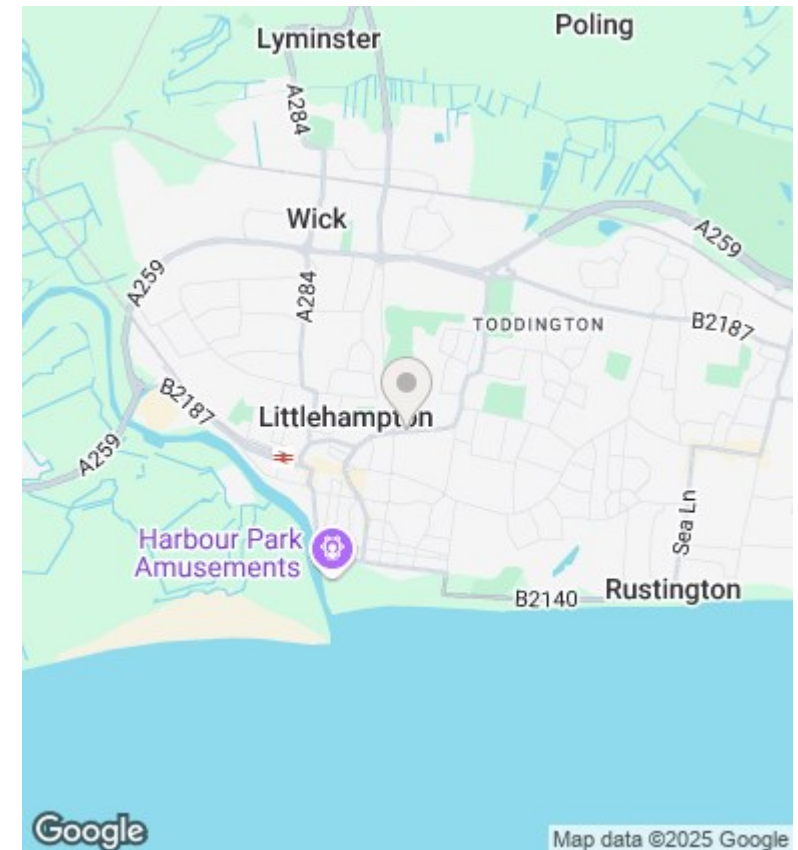 Poling
Lyminster
A284
Wick
A259
A259
A284
TODDINGTON
B2187
B2187
Littlehampton
A259
Sea Ln
Harbour Park
Amusements
Rustington
B2140
Google
Map data ©2025 Google